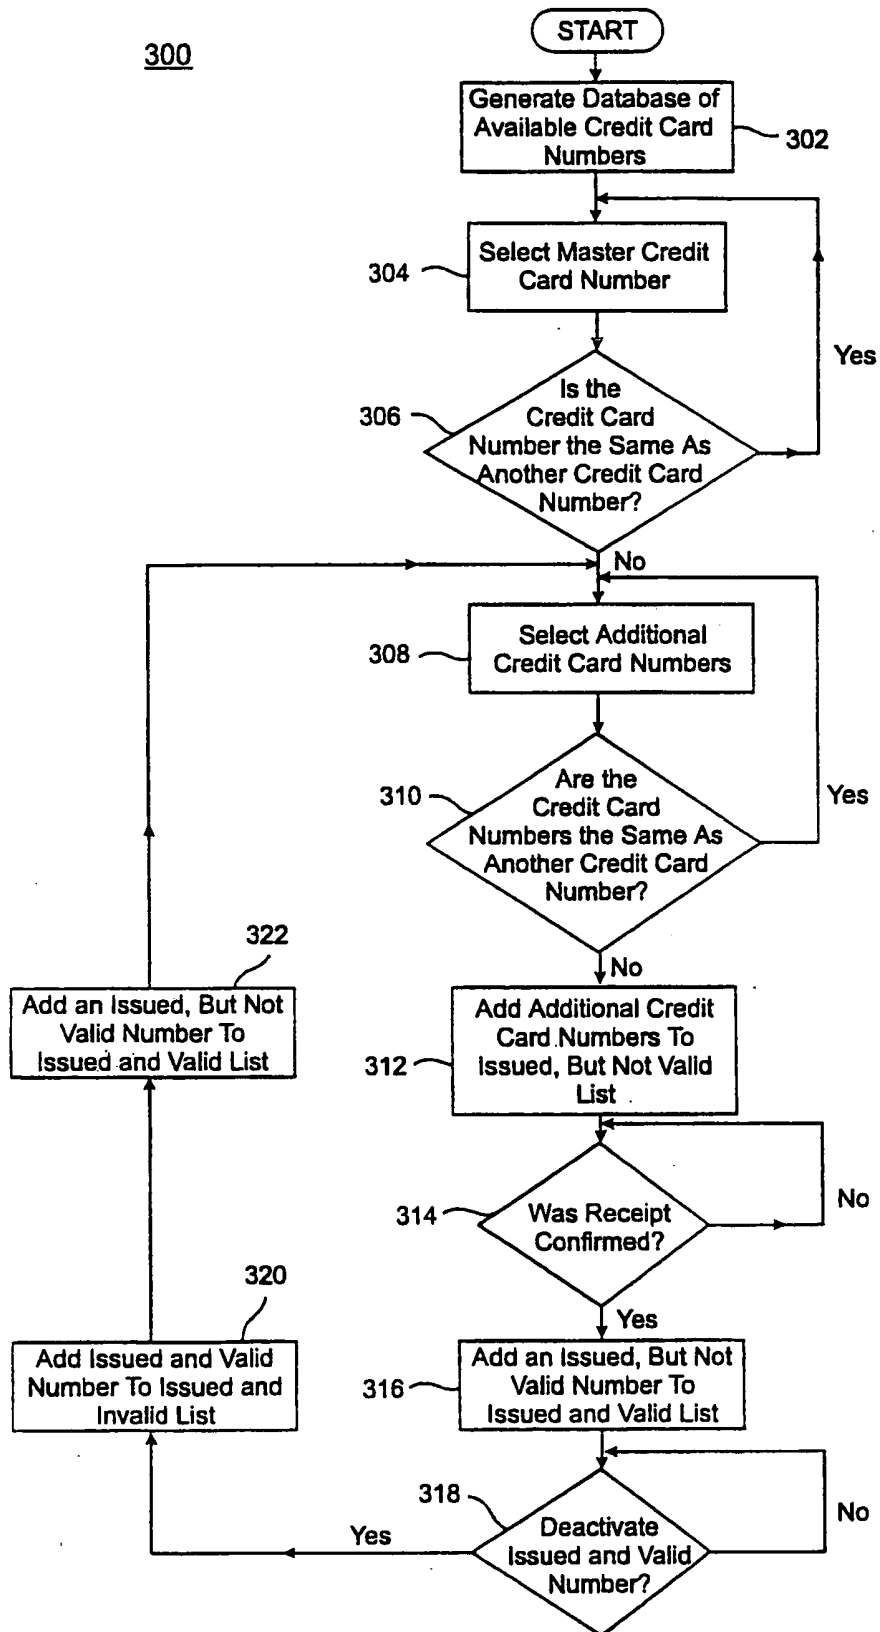 300
START
Generate Database of
Available Credit Card
Numbers
302
Select Master Credit
Card Number
304
Yes
Is the
Credit Card
Number the Same As
Another Credit Card
Number?
306
No
Select Additional
Credit Card Numbers
308
Are the
Credit Card
Numbers the Same As
Another Credit Card
Number?
310
Yes
No
322
Add an Issued, But Not
Valid Number To
Issued and Valid List
Add Additional Credit
Card Numbers To
Issued, But Not Valid
List
312
Was Receipt
Confirmed?
314
No
Yes
320
Add Issued and Valid
Number To Issued and
Invalid List
Add an Issued, But Not
Valid Number To
Issued and Valid List
316
318
Deactivate
Issued and Valid
Number?
No
Yes